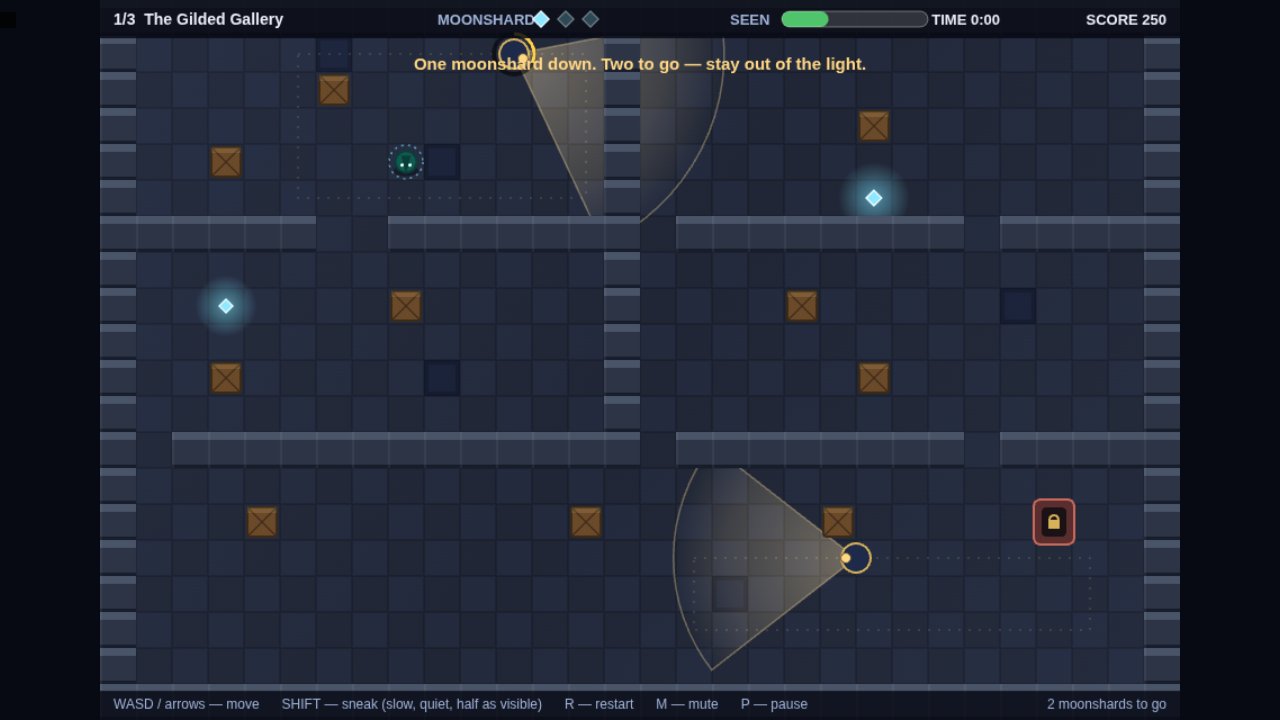 1/3 The Gilded Gallery
MOONSHARD
SEEN
TIME 0:00
SCORE 250
One moonshard down. Two to go — stay out of the light.
WASD / arrows — move
SHIFT — sneak (slow, quiet, half as visible)
R — restart
M — mute
P — pause
2 moonshards to go